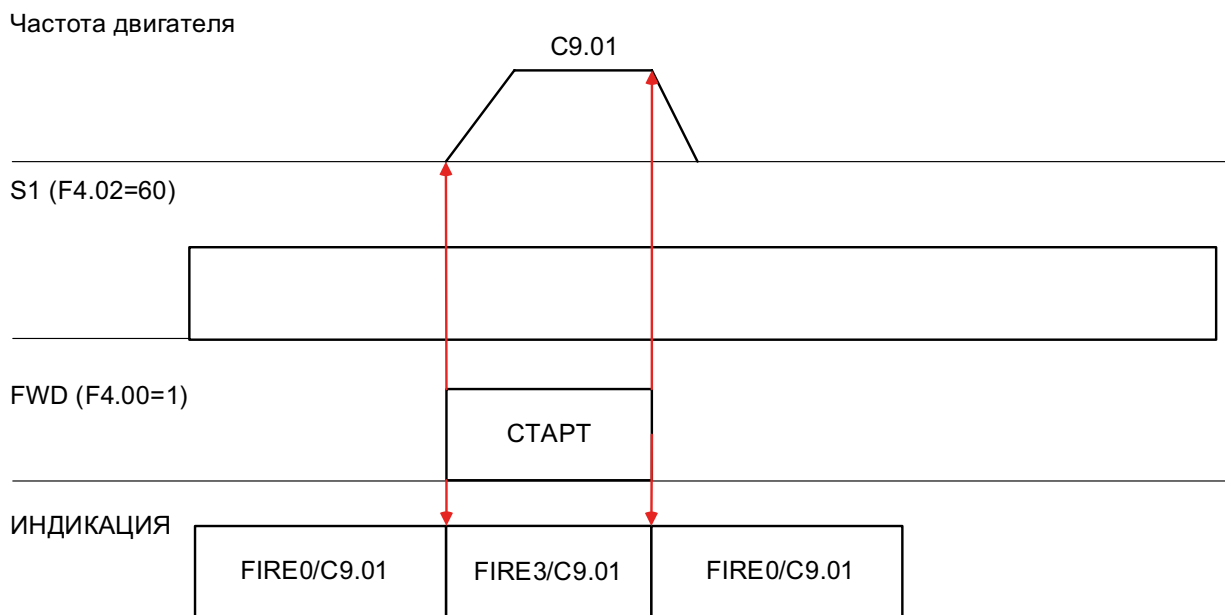 Частота двигателя
C9.01
S1 (F4.02=60)
FWD (F4.00=1)
СТАРТ
ИНДИКАЦИЯ
FIRE0/C9.01
FIRE3/C9.01
FIRE0/C9.01